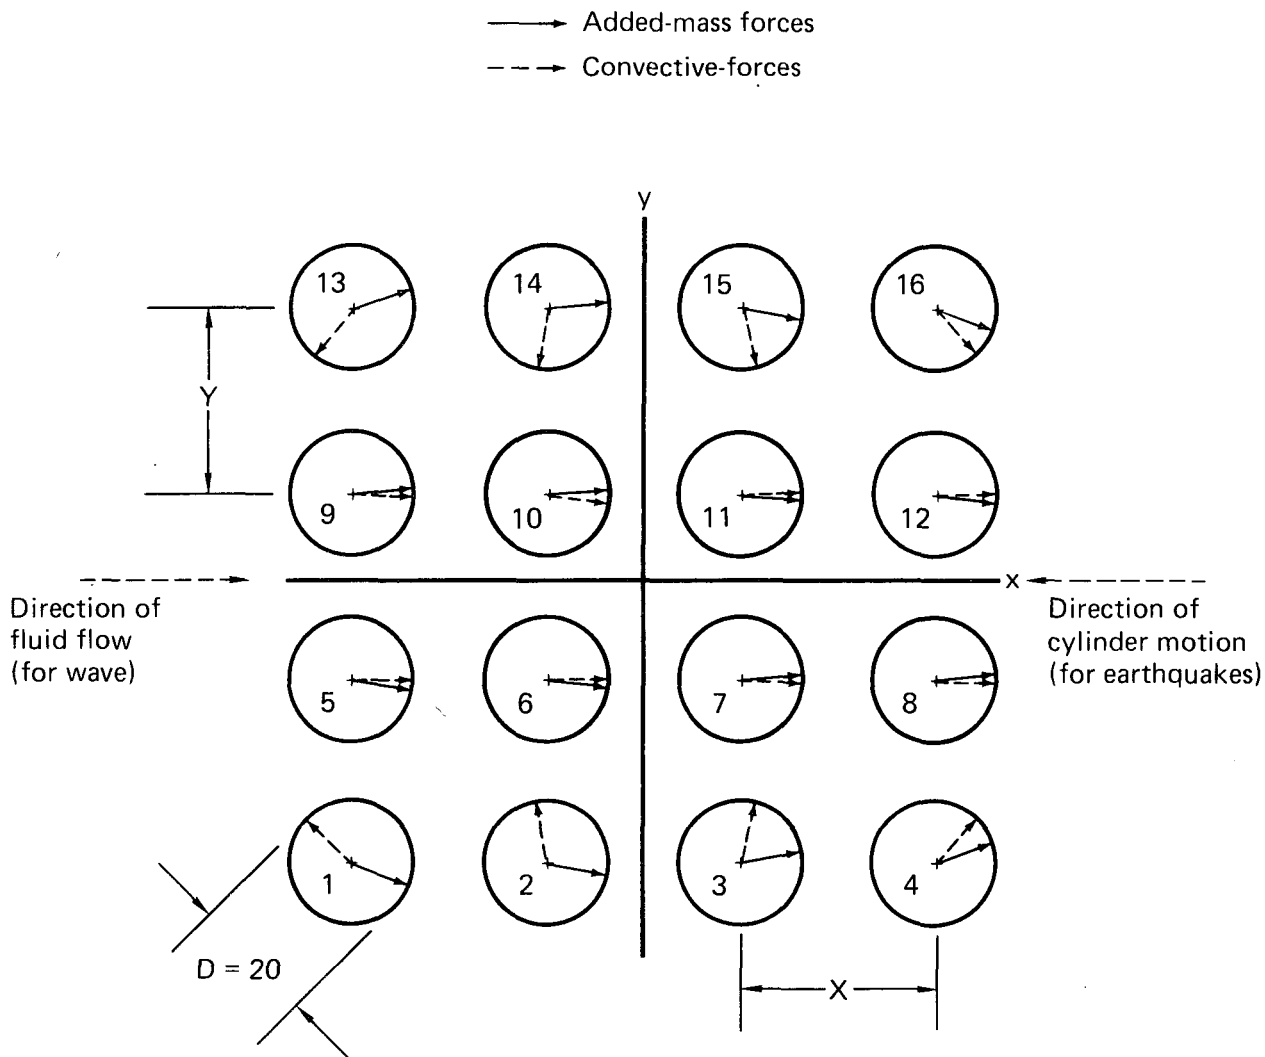 Added-mass forces
Convective-forces
y
13
14
15
16
Y
9
10
11
12
x
Direction of
fluid flow
(for wave)
Direction of
cylinder motion
(for earthquakes)
5
6
7
8
1
2
3
4
D = 20
X